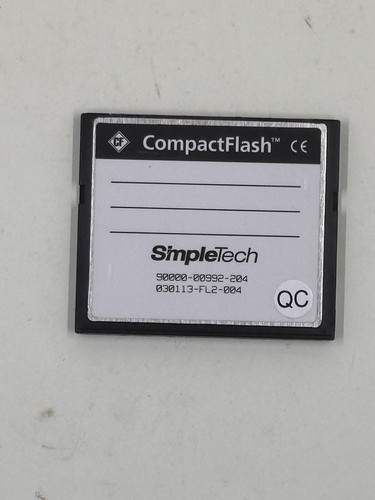 CF CompactFlash™ CE
SimpleTech
90000-00992-204
030113-FL2-004
QC